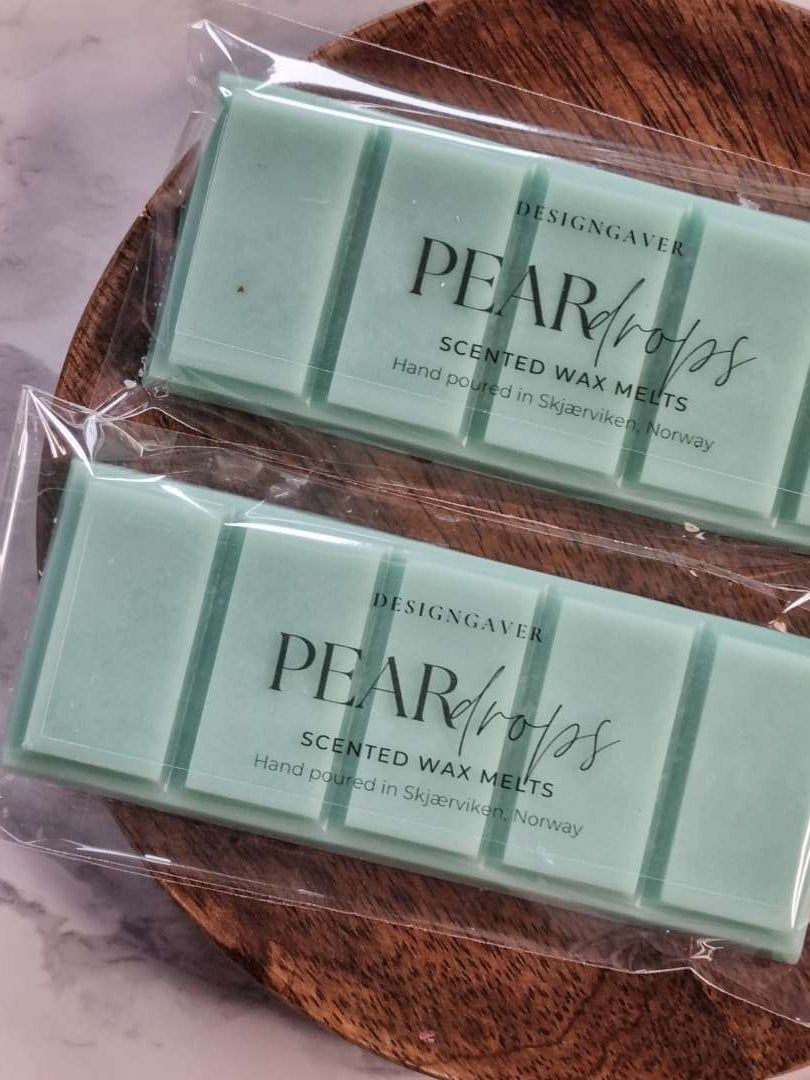 DESIGNGAVER
PEARdrops
SCENTED WAX MELTS
Hand poured in Skjærviken, Norway
DESIGNGAVER
PEARdrops
SCENTED WAX MELTS
Hand poured in Skjærviken, Norway